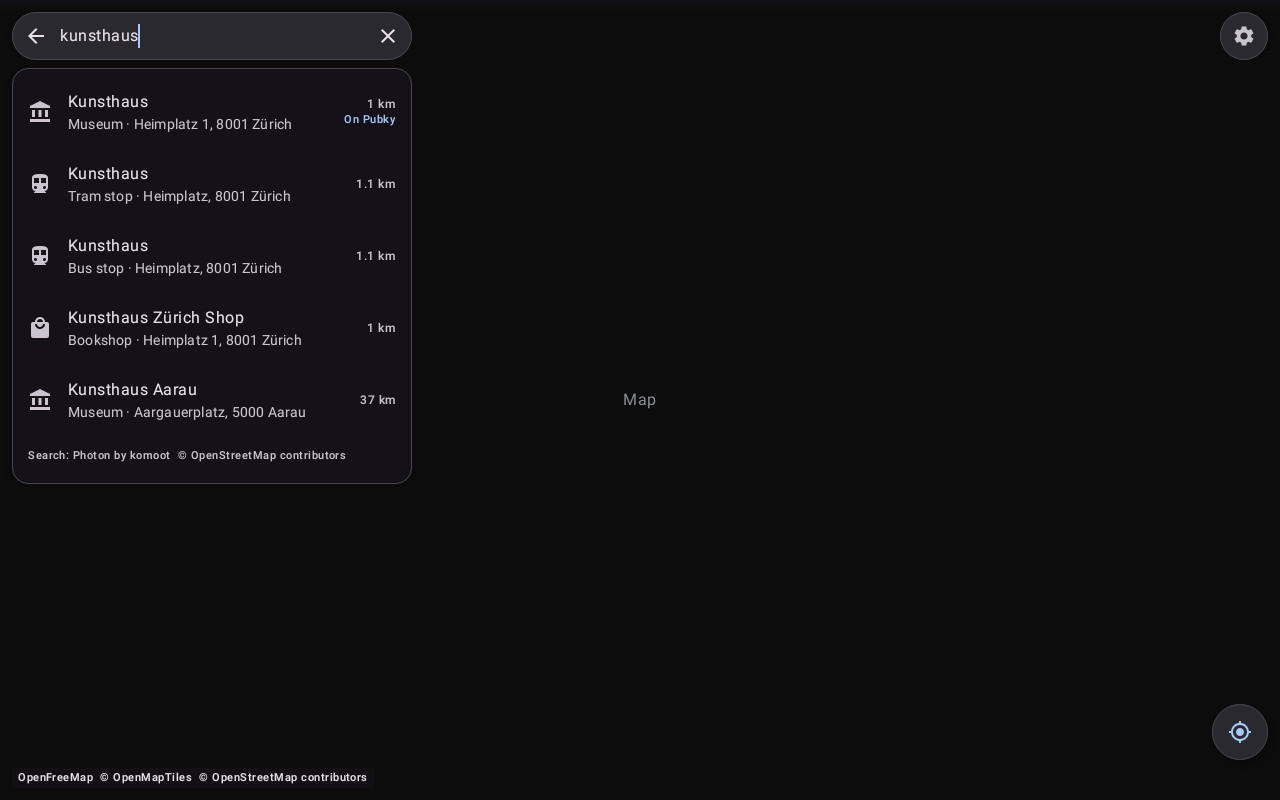 kunsthaus
Kunsthaus
Museum · Heimplatz 1, 8001 Zürich
1 km
On Pubky
Kunsthaus
Tram stop · Heimplatz, 8001 Zürich
1.1 km
Kunsthaus
Bus stop · Heimplatz, 8001 Zürich
1.1 km
Kunsthaus Zürich Shop
Bookshop · Heimplatz 1, 8001 Zürich
1 km
Kunsthaus Aarau
Museum · Aargauerplatz, 5000 Aarau
37 km
Search: Photon by komoot © OpenStreetMap contributors
Map
OpenFreeMap © OpenMapTiles © OpenStreetMap contributors